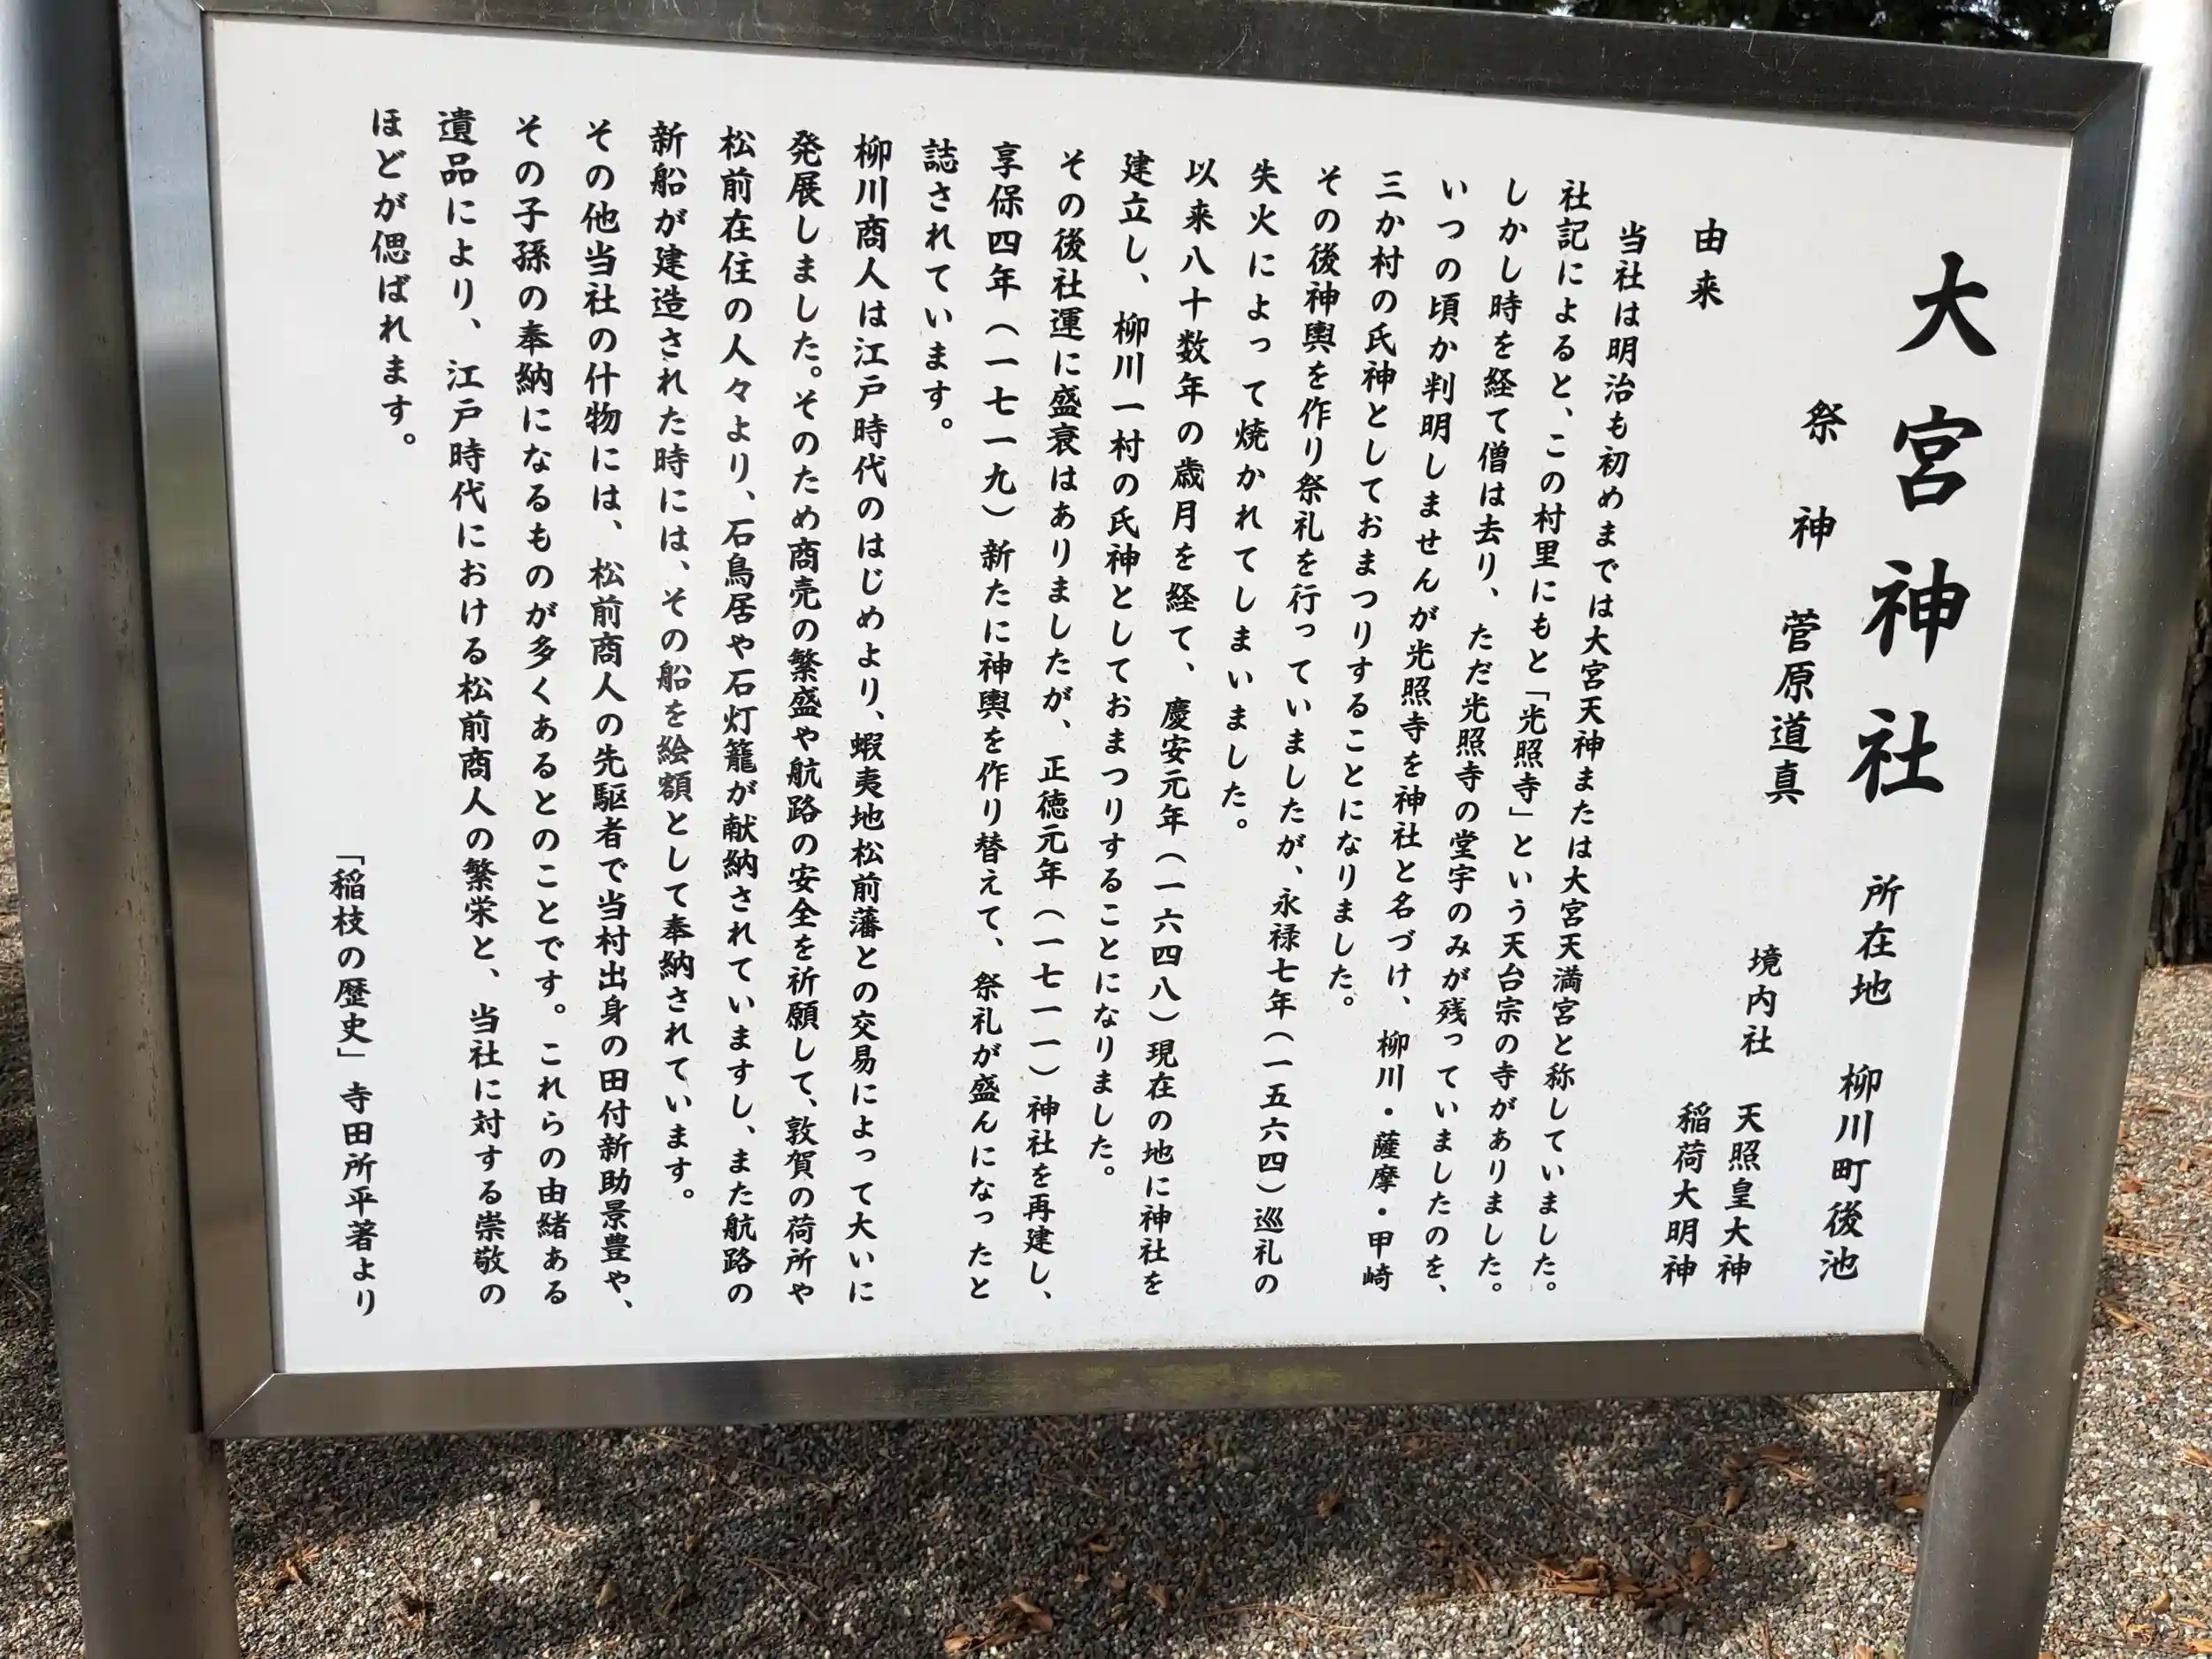 大宮神社 所在地 柳川町後池
祭神 菅原道真
境内社 天照皇大神
稲荷大明神
由来
当社は明治も初めまでは大宮天神または大宮天満宮と称していました。
社記によると、この村里にもと「光照寺」という天台宗の寺がありました。
しかし時を経て僧は去り、ただ光照寺の堂宇のみが残っていましたのを、
いつの頃か判明しませんが光照寺を神社と名づけ、柳川・薩摩・甲崎
三か村の氏神としておまつりすることになりました。
その後神輿を作り祭礼を行っていましたが、永禄七年(一五六四)巡礼の
失火によって焼かれてしまいました。
以来八十数年の歳月を経て、慶安元年(一六四八)現在の地に神社を
建立し、柳川一村の氏神としておまつりすることになりました。
その後社運に盛衰はありましたが、正徳元年(一七一一)神社を再建し、
享保四年(一七一九)新たに神輿を作り替えて、祭礼が盛んになったと
誌されています。
柳川商人は江戸時代のはじめより、蝦夷地松前藩との交易によって大いに
発展しました。そのため商売の繁盛や航路の安全を祈願して、敦賀の荷所や
松前在住の人々より、石鳥居や石灯籠が献納されていますし、また航路の
新船が建造された時には、その船を絵額として奉納されています。
その他当社の什物には、松前商人の先駆者で当村出身の田付新助景豊や、
その子孫の奉納になるものが多くあるとのことです。これらの由緒ある
遺品により、江戸時代における松前商人の繁栄と、当社に対する崇敬の
ほどが偲ばれます。
「稲枝の歴史」寺田所平著より